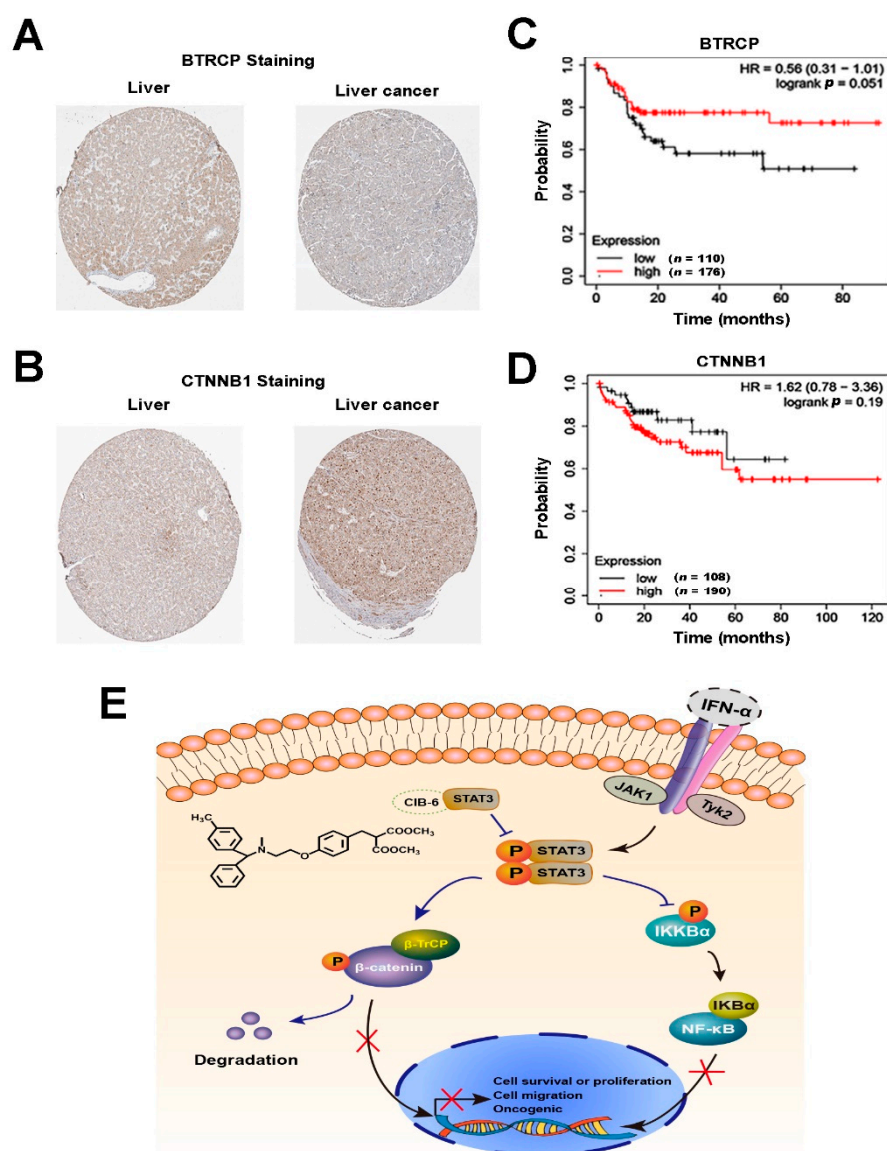 A
BTRCP Staining
Liver
Liver cancer
B
CTNNB1 Staining
Liver
Liver cancer
C
BTRCP
HR = 0.56 (0.31 − 1.01)
logrank p = 0.051
Probability
1.0
0.8
0.6
0.4
0.2
0.0
Expression
low (n = 110)
high (n = 176)
0 20 40 60 80
Time (months)
D
CTNNB1
HR = 1.62 (0.78 − 3.36)
logrank p = 0.19
Probability
1.0
0.8
0.6
0.4
0.2
0.0
Expression
low (n = 108)
high (n = 190)
0 20 40 60 80 100 120
Time (months)
E
IFN-α
JAK1
Tyk2
CIB-6
STAT3
H₃C
N
O
COOCH₃
COOCH₃
P STAT3
P STAT3
P
IKKBα
β-TrCP
P
β-catenin
IKBα
NF-κB
Degradation
Cell survival or proliferation
Cell migration
Oncogenic